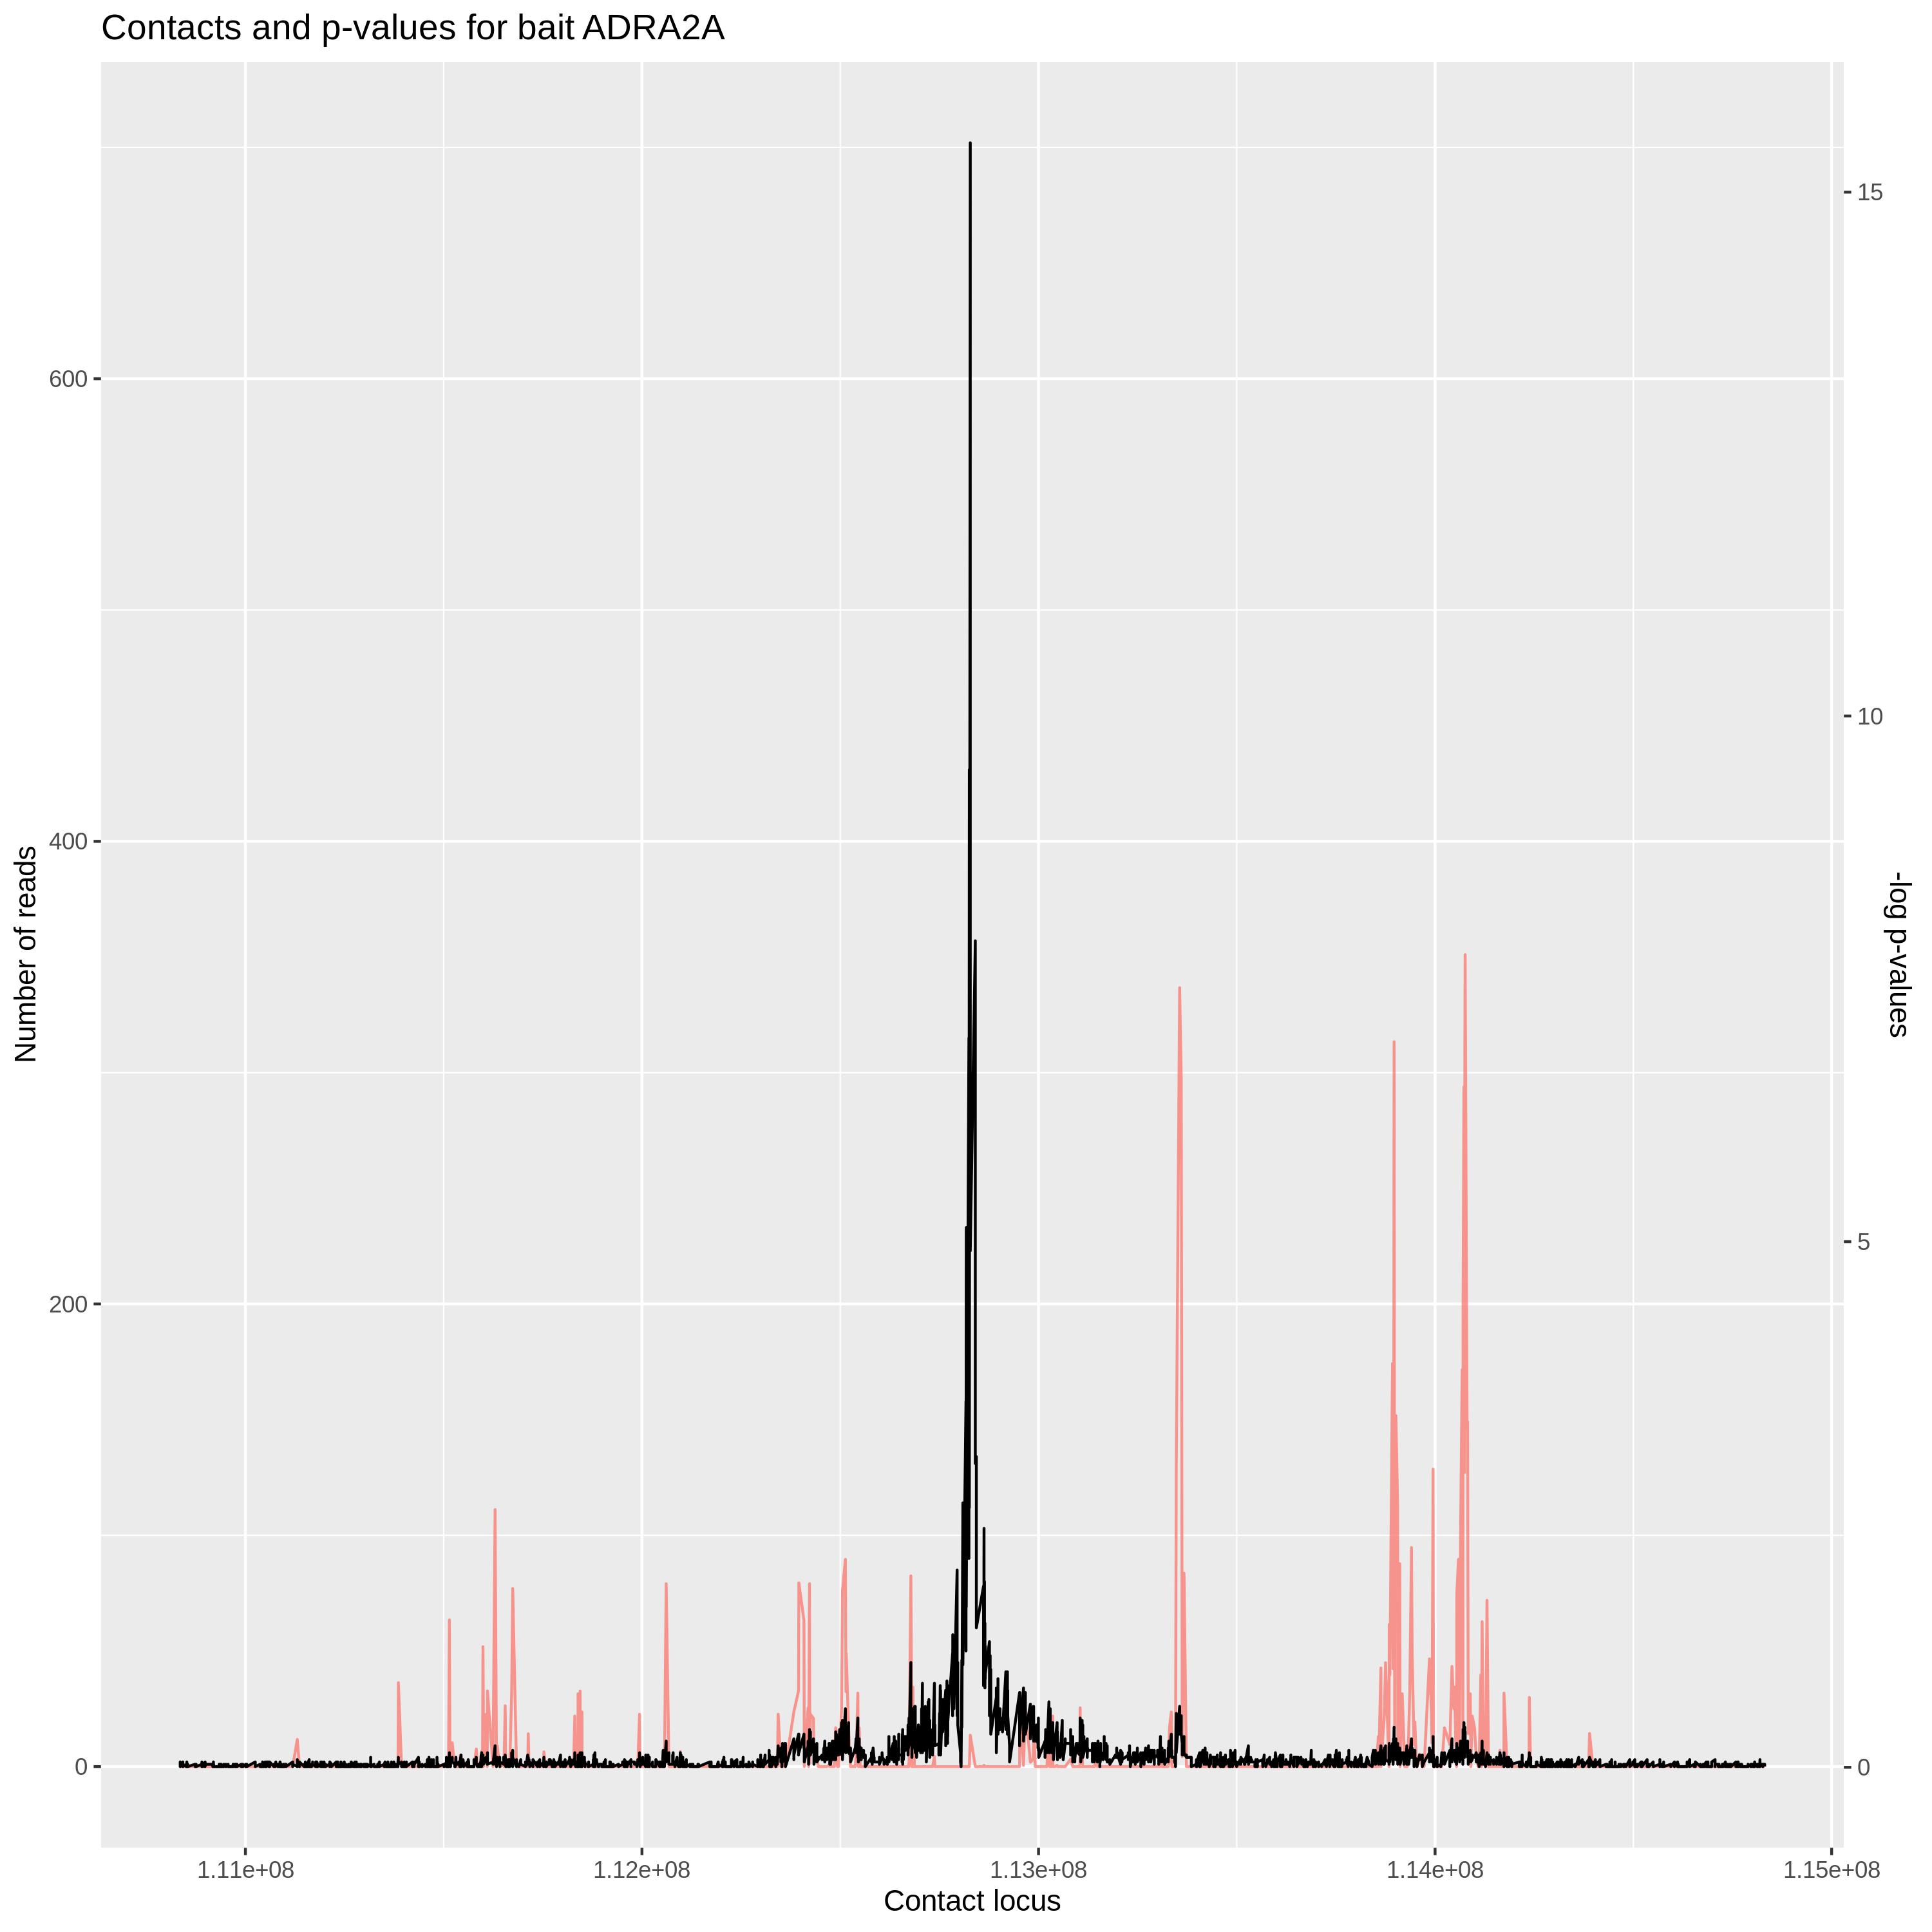 Contacts and p-values for bait ADRA2A
Number of reads
600
400
200
0
15
10
5
0
-log p-values
1.11e+08
1.12e+08
1.13e+08
1.14e+08
1.15e+08
Contact locus